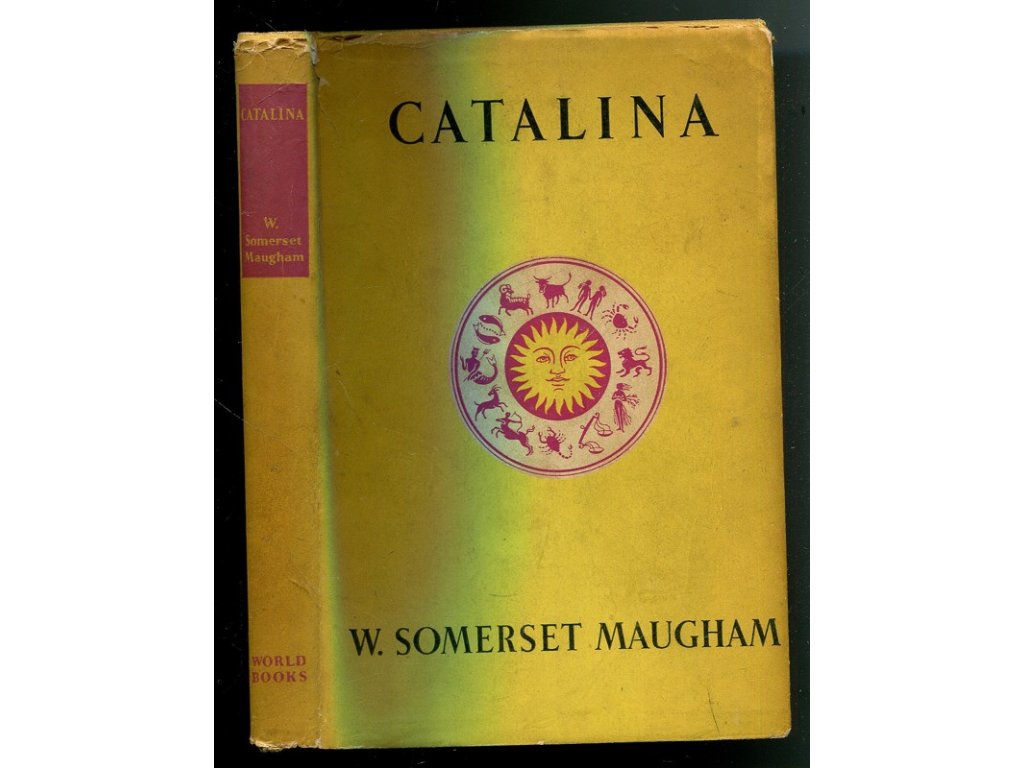 CATALINA
W.
Somerset
Maugham
WORLD
BOOKS
CATALINA
W. SOMERSET MAUGHAM